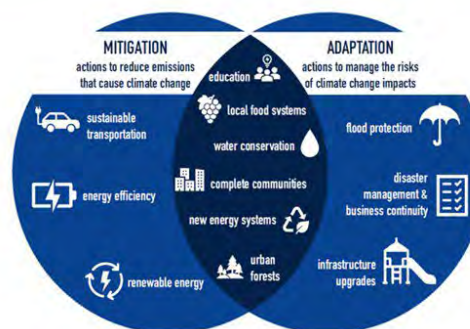 MITIGATION
actions to reduce emissions
that cause climate change
sustainable
transportation
energy efficiency
renewable energy
education
local food systems
water conservation
complete communities
new energy systems
urban
forests
ADAPTATION
actions to manage the risks
of climate change impacts
flood protection
disaster
management &
business continuity
infrastructure
upgrades